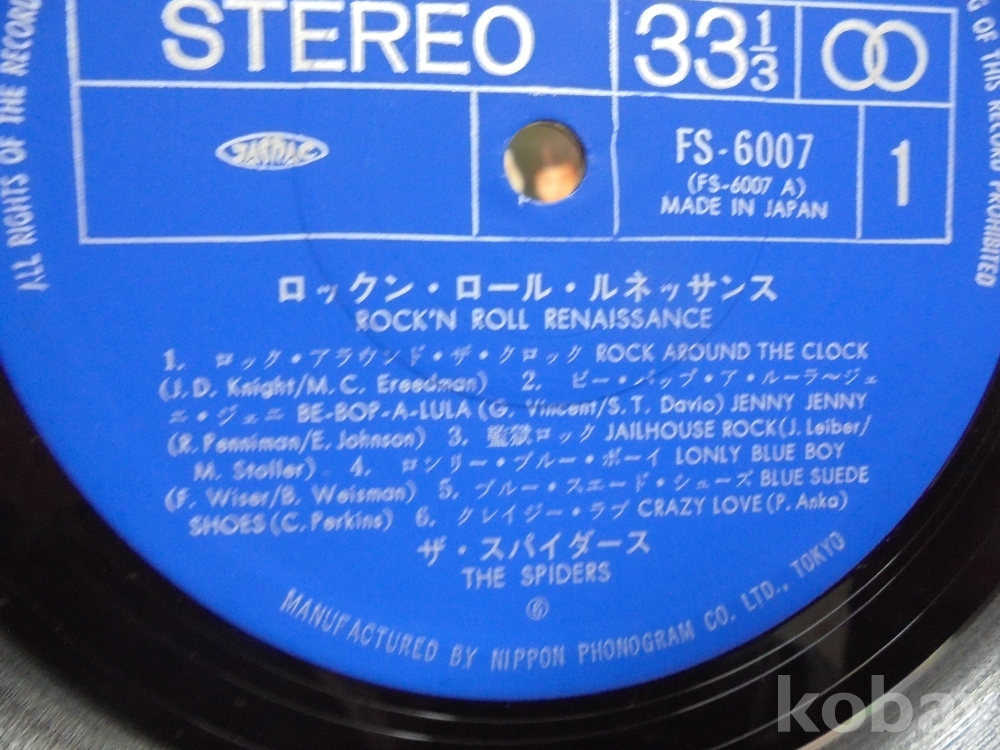 STEREO 33 1/3
JASRAC FS-6007 1
(FS-6007 A)
MADE IN JAPAN
ロックン・ロール・ルネッサンス
ROCK'N ROLL RENAISSANCE
1. ロック・アラウンド・ザ・クロック ROCK AROUND THE CLOCK
(J. D. Knight/M. C. Ereedman) 2. ビー・バップ・ア・ルーラ〜ジェ
ニ・ジェニ BE-BOP-A-LULA (G. Vincent/S. T. Davio) JENNY JENNY
(R. Penniman/E. Johnson) 3. 監獄ロック JAILHOUSE ROCK (J. Leiber/
M. Stoller) 4. ロンリー・ブルー・ボーイ LONLY BLUE BOY
(F. Wiser/B. Weisman) 5. ブルー・スエード・シューズ BLUE SUEDE
SHOES (C. Perkins) 6. クレイジー・ラブ CRAZY LOVE (P. Anka)
ザ・スパイダース
THE SPIDERS
MANUFACTURED BY NIPPON PHONOGRAM CO. LTD., TOKYO
ALL RIGHTS OF THE RECORD
OF THIS RECORD PROHIBITED
kobax